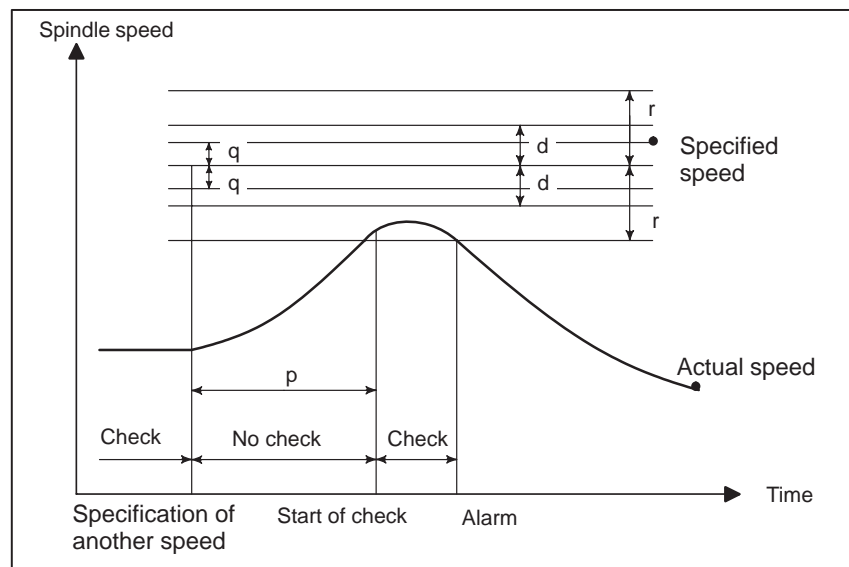 Spindle speed
r
q
d
Specified
speed
q
d
r
Actual speed
p
Check
No check
Check
Time
Specification of
another speed
Start of check
Alarm